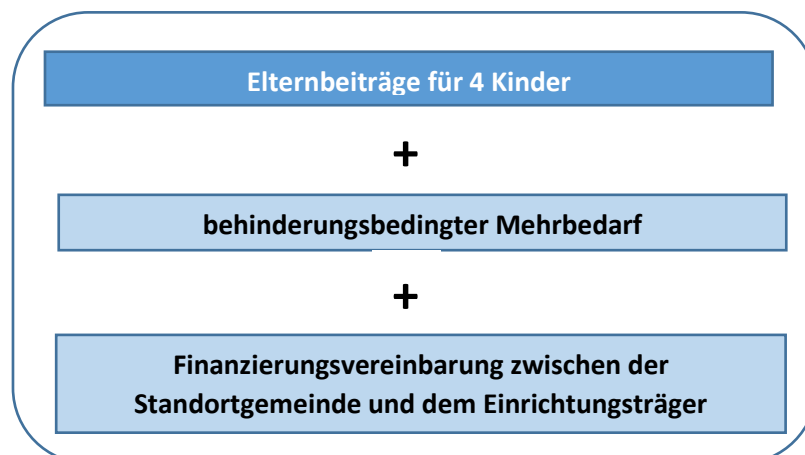 Elternbeiträge für 4 Kinder
+
behinderungsbedingter Mehrbedarf
+
Finanzierungsvereinbarung zwischen der
Standortgemeinde und dem Einrichtungsträger